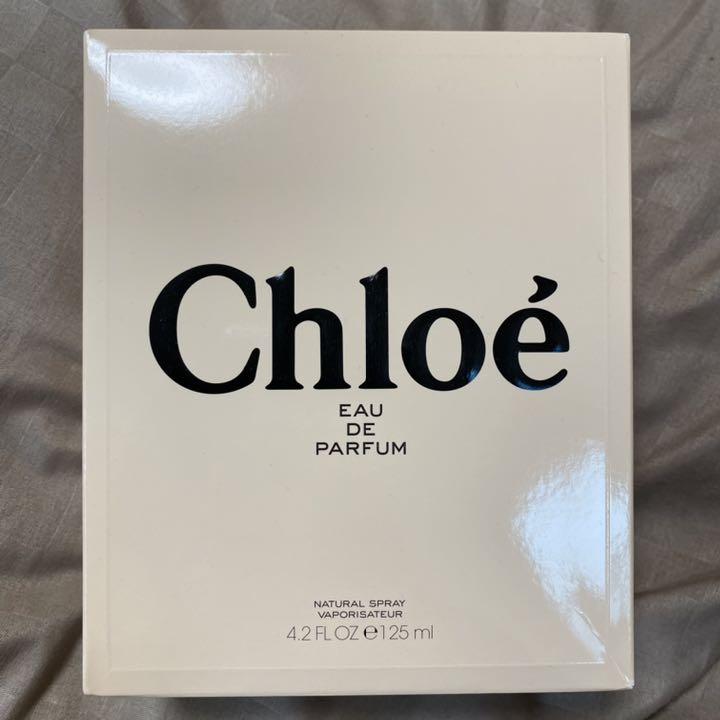 Chloé
EAU
DE
PARFUM
NATURAL SPRAY
VAPORISATEUR
4.2 FL OZ ℮125 ml